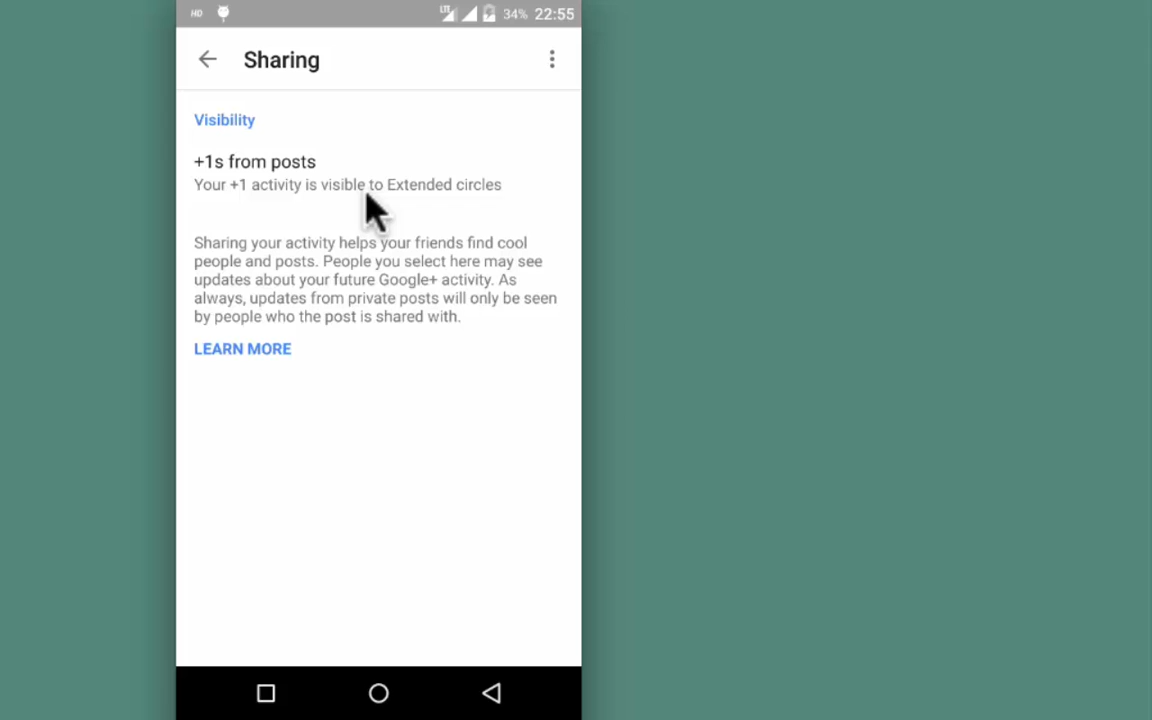 HD LTE 34% 22:55
Sharing
Visibility
+1s from posts
Your +1 activity is visible to Extended circles
Sharing your activity helps your friends find cool
people and posts. People you select here may see
updates about your future Google+ activity. As
always, updates from private posts will only be seen
by people who the post is shared with.
LEARN MORE